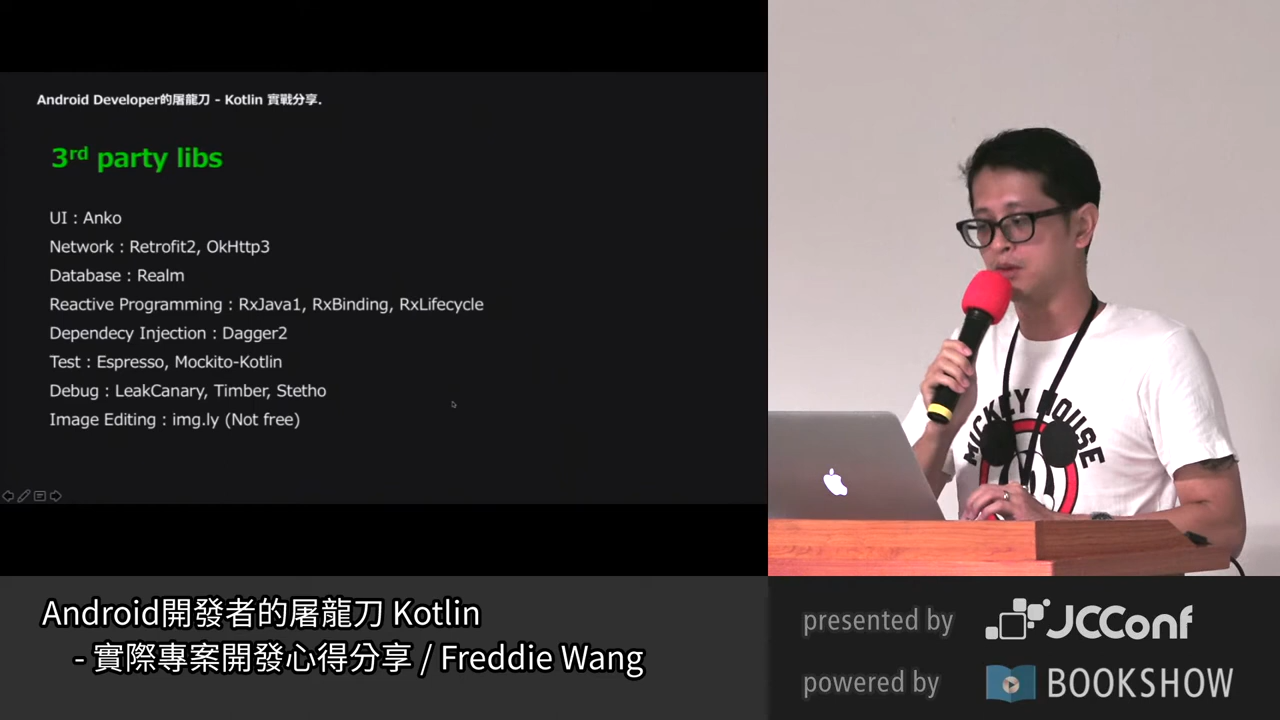 Android Developer的屠龍刀 - Kotlin 實戰分享.
3rd party libs
UI : Anko
Network : Retrofit2, OkHttp3
Database : Realm
Reactive Programming : RxJava1, RxBinding, RxLifecycle
Dependecy Injection : Dagger2
Test : Espresso, Mockito-Kotlin
Debug : LeakCanary, Timber, Stetho
Image Editing : img.ly (Not free)
MICKEY MOUSE
Android開發者的屠龍刀 Kotlin
- 實際專案開發心得分享 / Freddie Wang
presented by JCConf
powered by BOOKSHOW